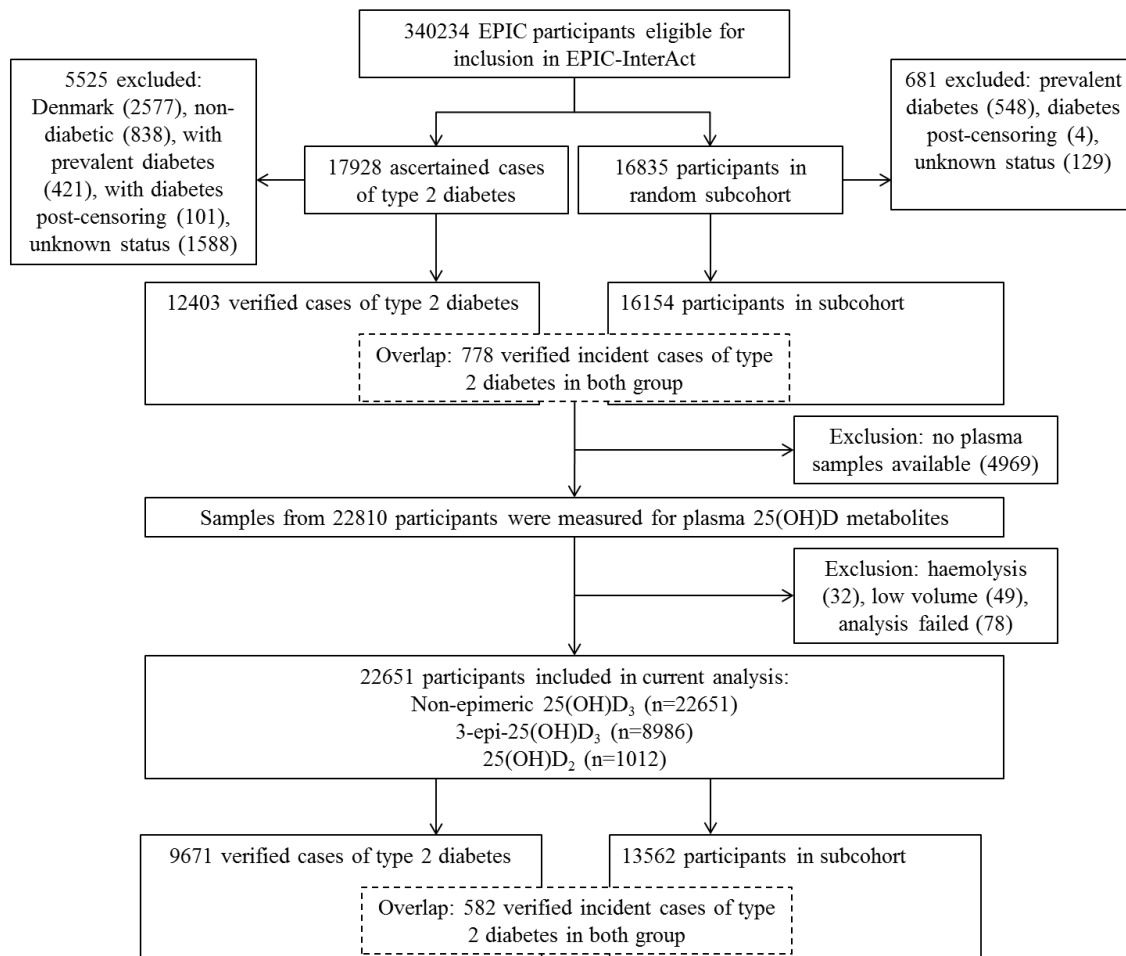 340234 EPIC participants eligible for
inclusion in EPIC-InterAct
5525 excluded:
Denmark (2577), non-
diabetic (838), with
prevalent diabetes
(421), with diabetes
post-censoring (101),
unknown status (1588)
681 excluded: prevalent
diabetes (548), diabetes
post-censoring (4),
unknown status (129)
17928 ascertained cases
of type 2 diabetes
16835 participants in
random subcohort
12403 verified cases of type 2 diabetes
16154 participants in subcohort
Overlap: 778 verified incident cases of type
2 diabetes in both group
Exclusion: no plasma
samples available (4969)
Samples from 22810 participants were measured for plasma 25(OH)D metabolites
Exclusion: haemolysis
(32), low volume (49),
analysis failed (78)
22651 participants included in current analysis:
Non-epimeric 25(OH)D₃ (n=22651)
3-epi-25(OH)D₃ (n=8986)
25(OH)D₂ (n=1012)
9671 verified cases of type 2 diabetes
13562 participants in subcohort
Overlap: 582 verified incident cases of type
2 diabetes in both group